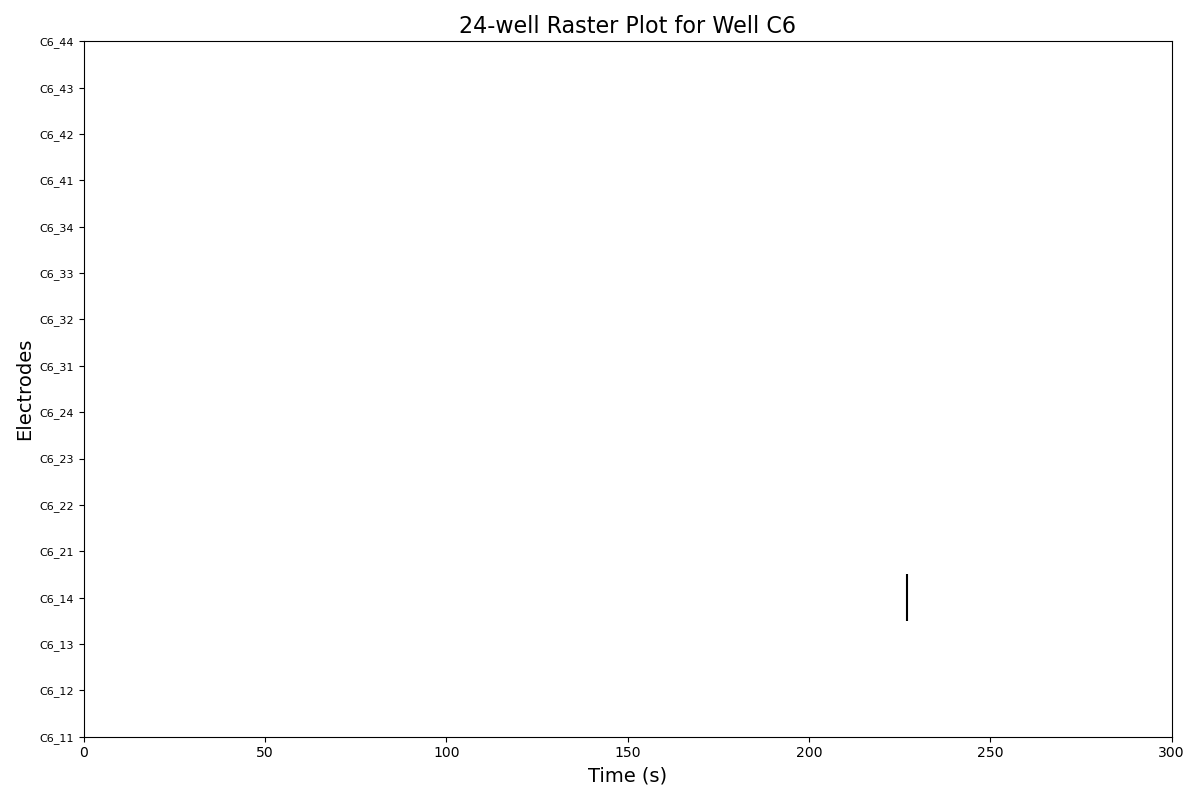 24-well Raster Plot for Well C6
Electrodes
C6_44
C6_43
C6_42
C6_41
C6_34
C6_33
C6_32
C6_31
C6_24
C6_23
C6_22
C6_21
C6_14
C6_13
C6_12
C6_11
0 50 100 150 200 250 300
Time (s)